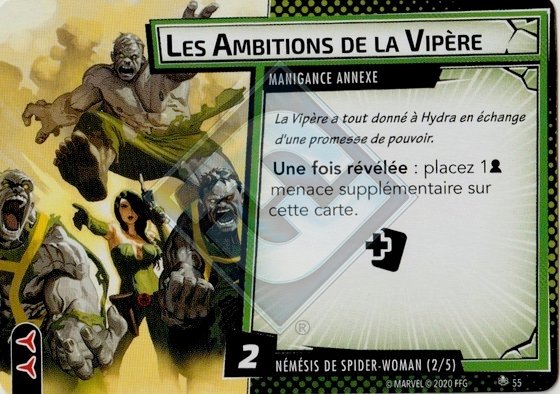 Les Ambitions de la Vipère
MANIGANCE ANNEXE
La Vipère a tout donné à Hydra en échange
d'une promesse de pouvoir.
Une fois révélée : placez 1
menace supplémentaire sur
cette carte.
®
2
NÉMÉSIS DE SPIDER-WOMAN (2/5)
© MARVEL © 2020 FFG 55